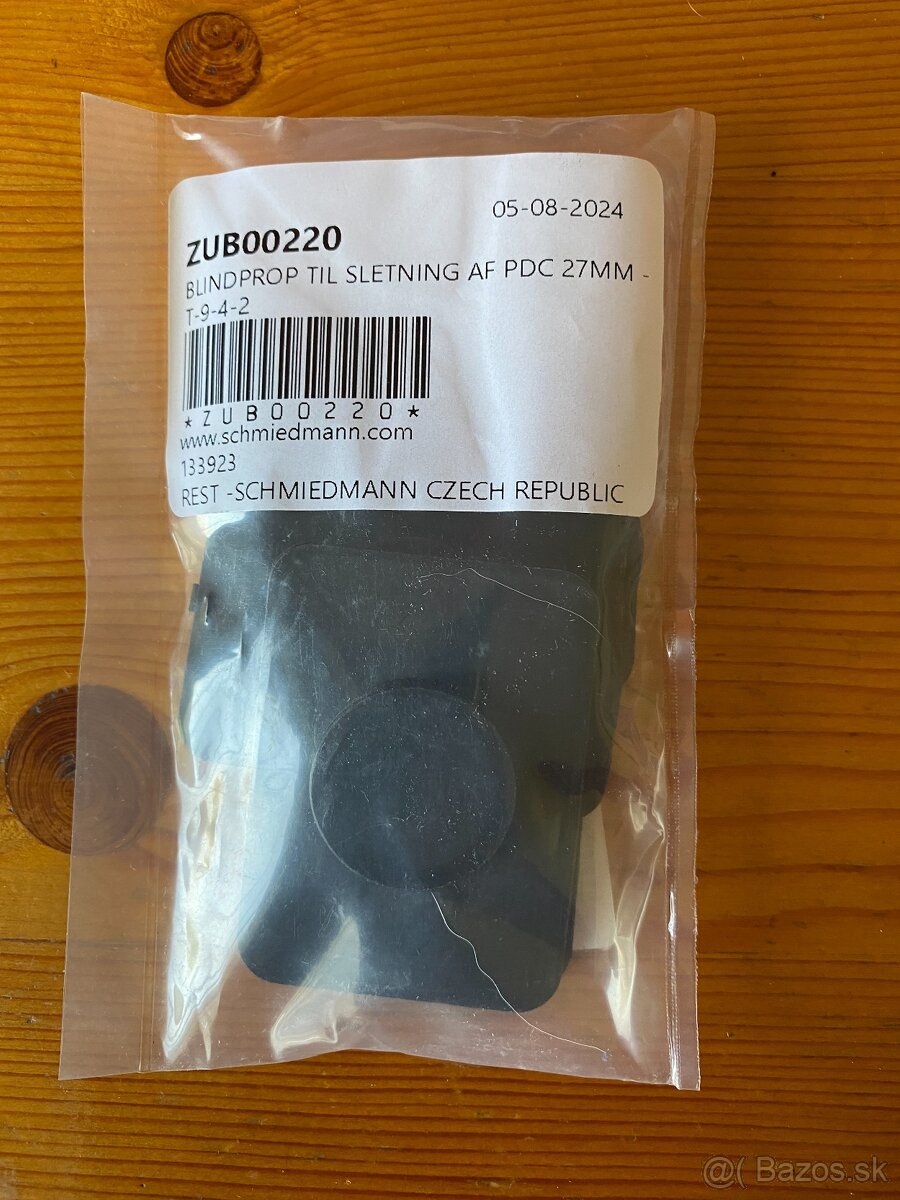 05-08-2024
ZUB00220
BLINDPROP TIL SLETNING AF PDC 27MM -
T-9-4-2
*ZUB00220*
www.schmiedmann.com
133923
REST -SCHMIEDMANN CZECH REPUBLIC
@( Bazos.sk